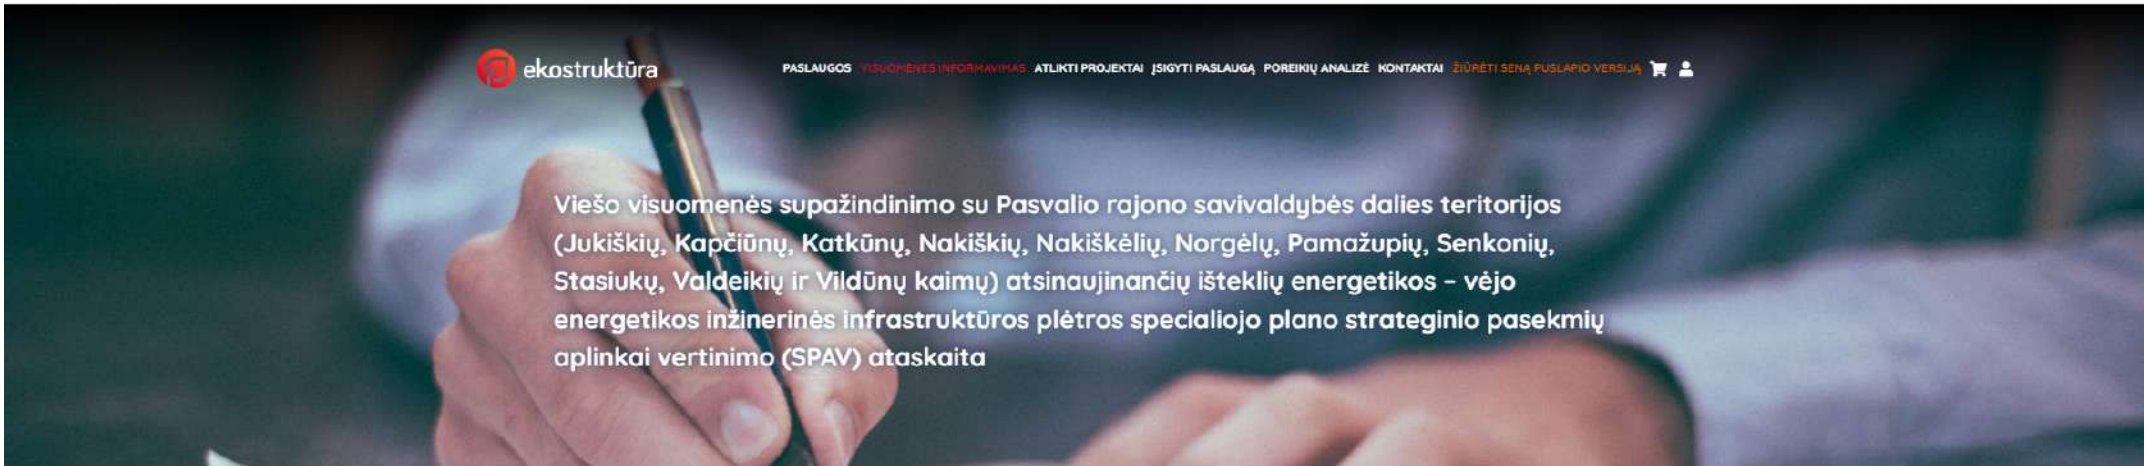 ekostruktūra
PASLAUGOS VISUOMENĖS INFORMAVIMAS ATLIKTI PROJEKTAI ĮSIGYTI PASLAUGĄ POREIKIŲ ANALIZĖ KONTAKTAI ŽIŪRĖTI SENĄ PUSLAPIO VERSIJĄ
Viešo visuomenės supažindinimo su Pasvalio rajono savivaldybės dalies teritorijos
(Jukiškių, Kapčiūnų, Katkūnų, Nakiškių, Nakiškėlių, Norgėlų, Pamažupių, Senkonių,
Stasiukų, Valdeikių ir Vildūnų kaimų) atsinaujinančių išteklių energetikos – vėjo
energetikos inžinerinės infrastruktūros plėtros specialiojo plano strateginio pasekmių
aplinkai vertinimo (SPAV) ataskaita